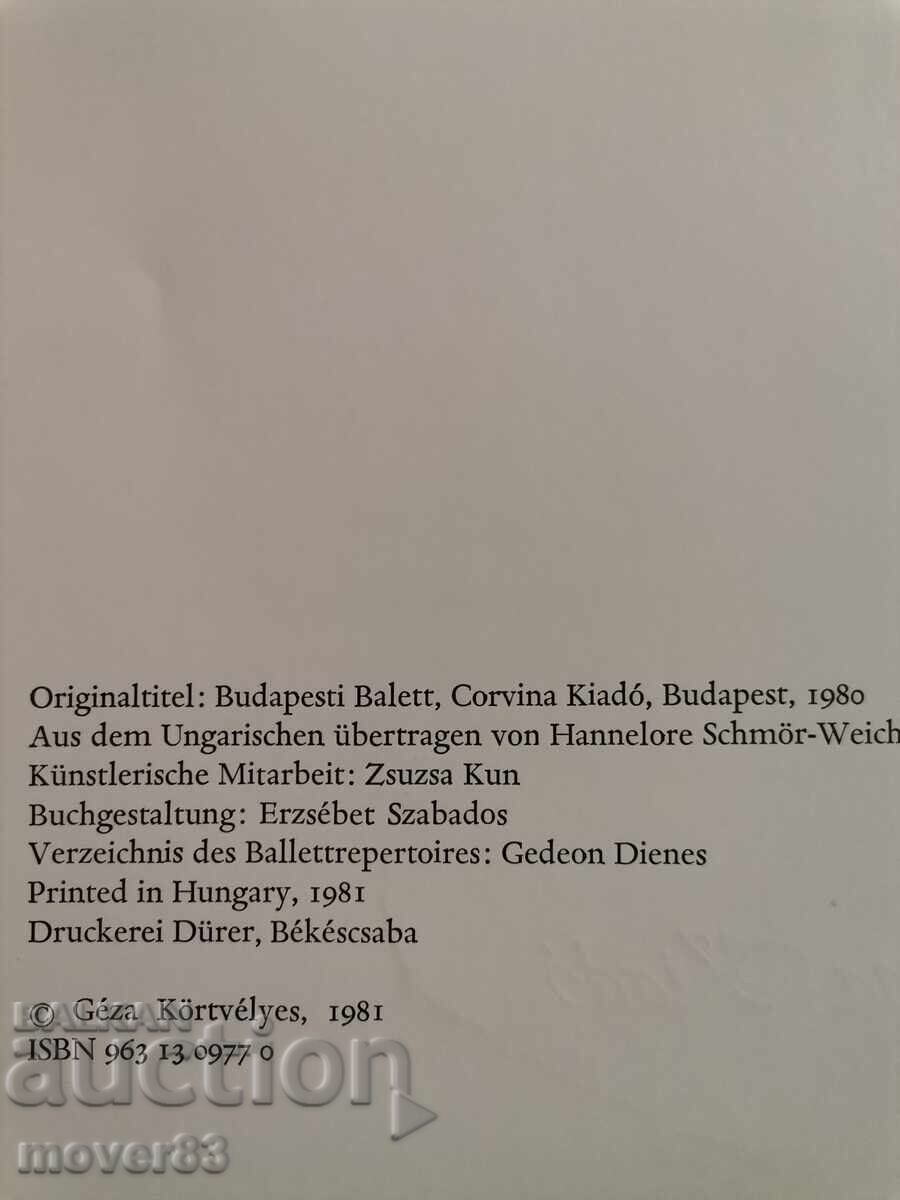 Originaltitel: Budapesti Balett, Corvina Kiadó, Budapest, 1980
Aus dem Ungarischen übertragen von Hannelore Schmör-Weich
Künstlerische Mitarbeit: Zsuzsa Kun
Buchgestaltung: Erzsébet Szabados
Verzeichnis des Ballettrepertoires: Gedeon Dienes
Printed in Hungary, 1981
Druckerei Dürer, Békéscsaba
© Géza Körtvélyes, 1981
ISBN 963 13 0977 0
BALKAN
auction
mover83